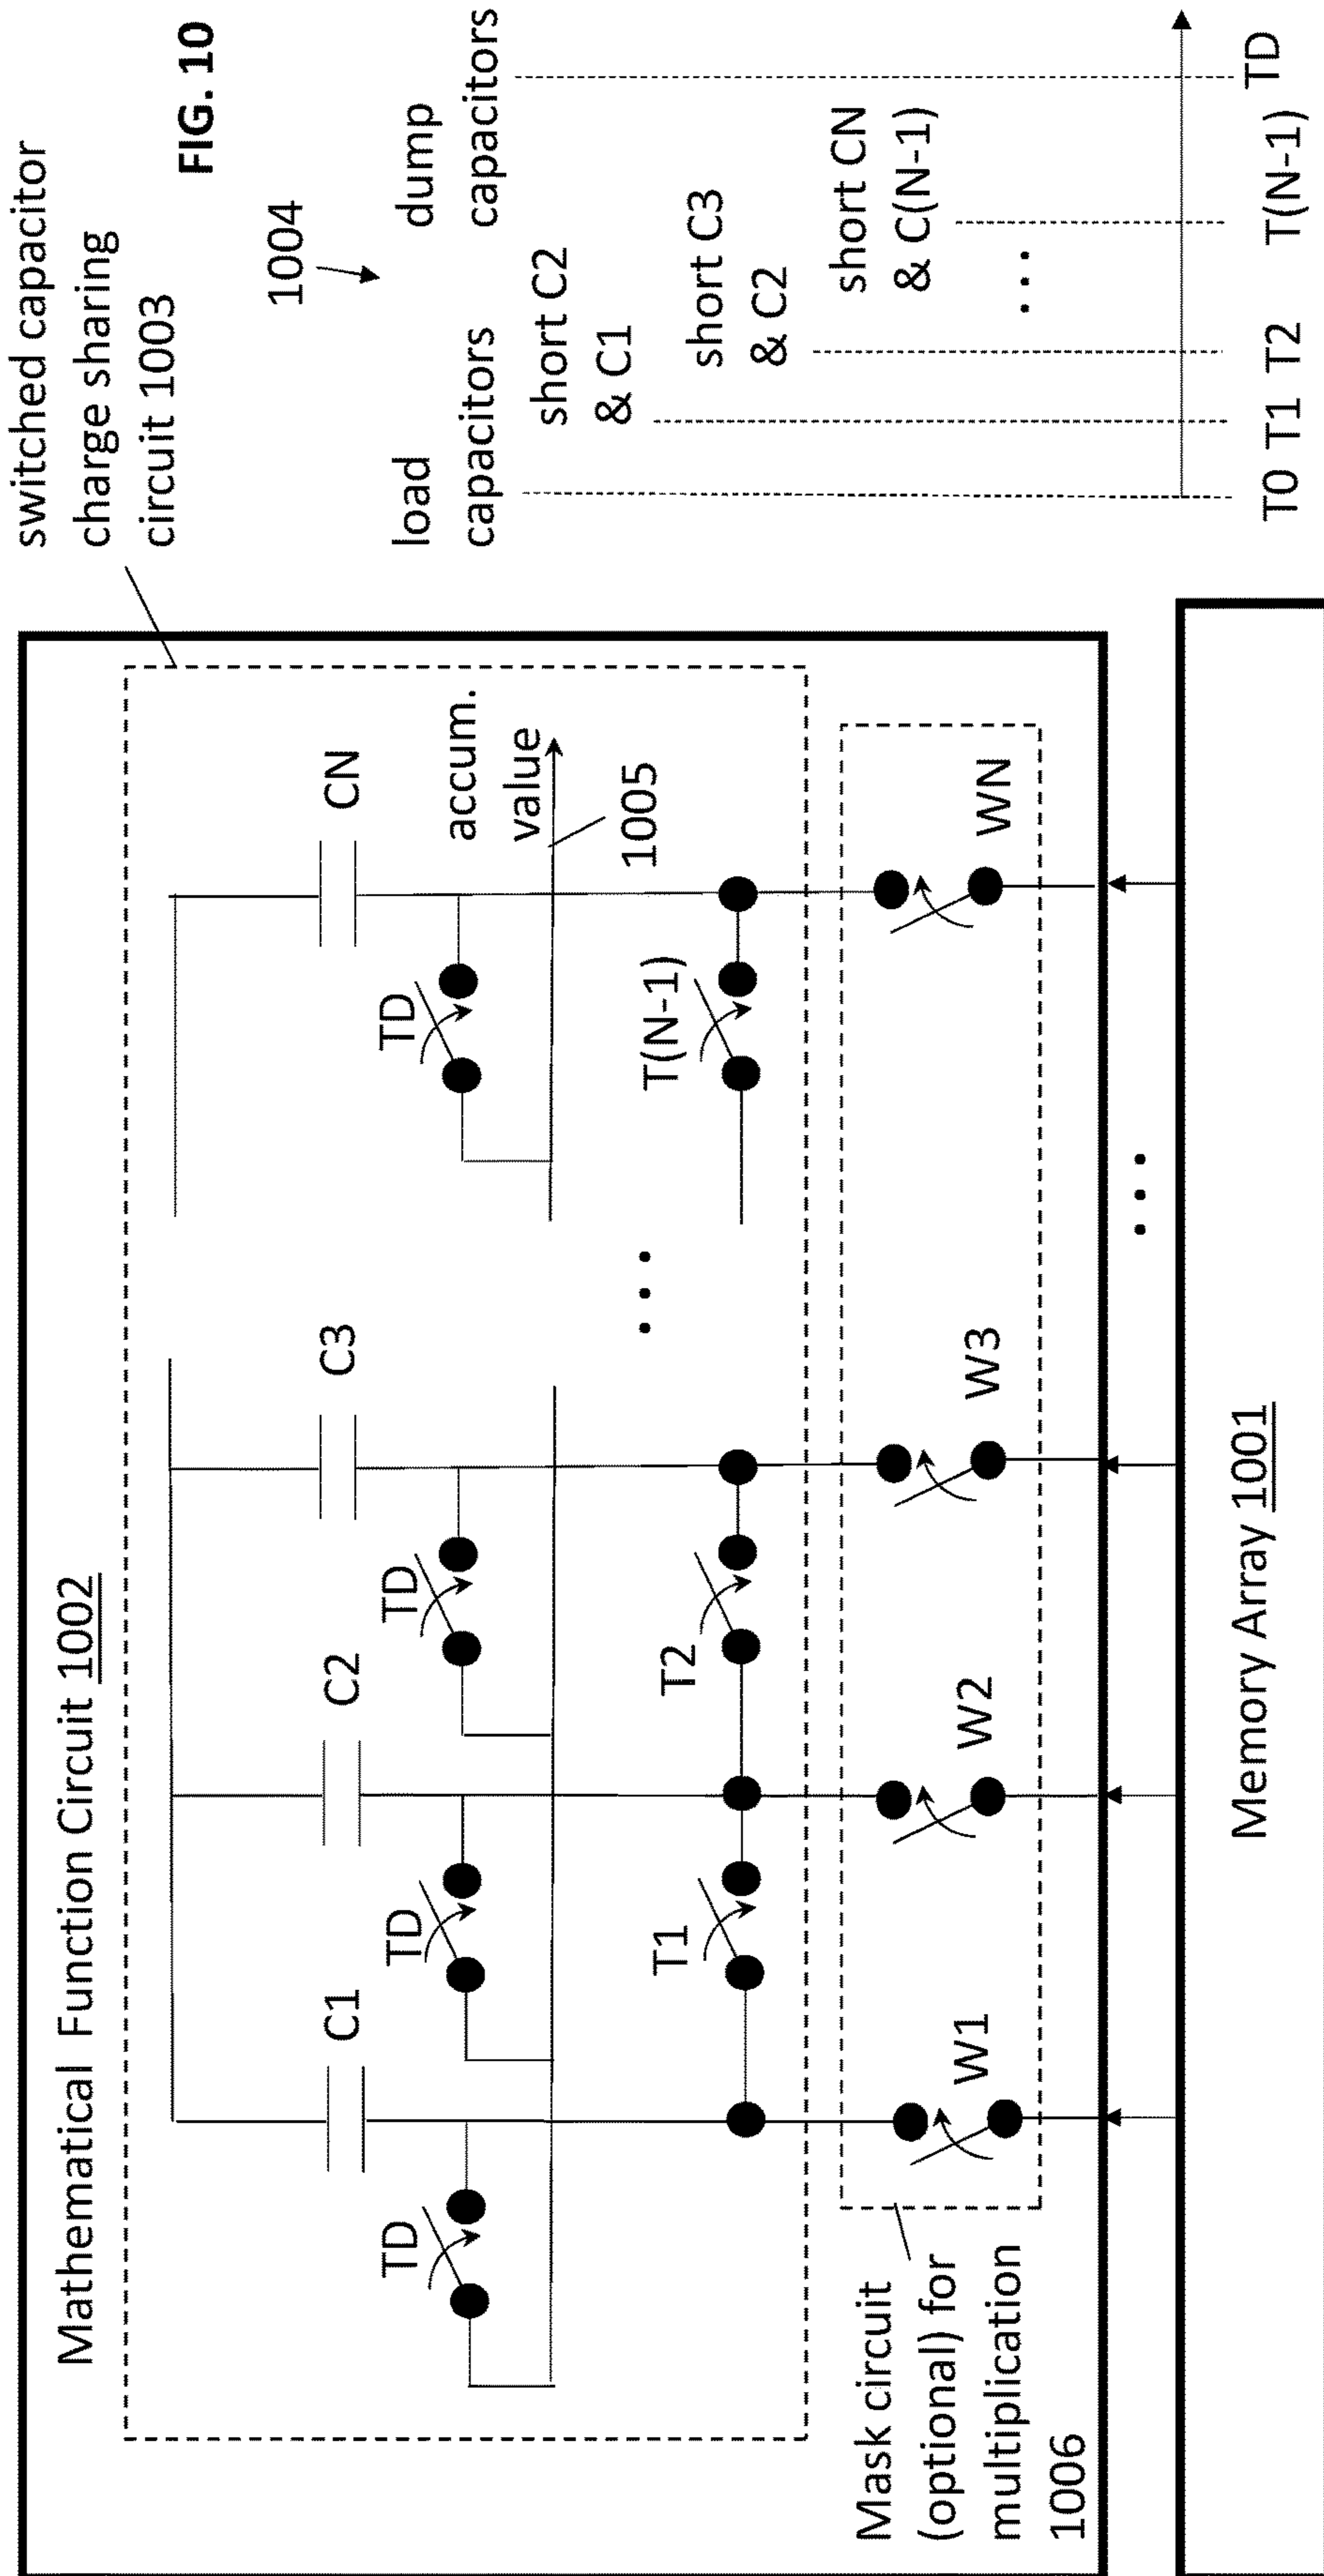 FIG. 10
switched capacitor
charge sharing
circuit 1003
1004
load
capacitors
dump
capacitors
short C2
& C1
short C3
& C2
short CN
& C(N-1)
...
T0 T1 T2 T(N-1) TD
Mathematical Function Circuit 1002
C1 C2 C3 CN
TD TD TD TD
accum.
value
1005
T1 T2 ... T(N-1)
W1 W2 W3 WN
Mask circuit
(optional) for
multiplication
1006
...
Memory Array 1001